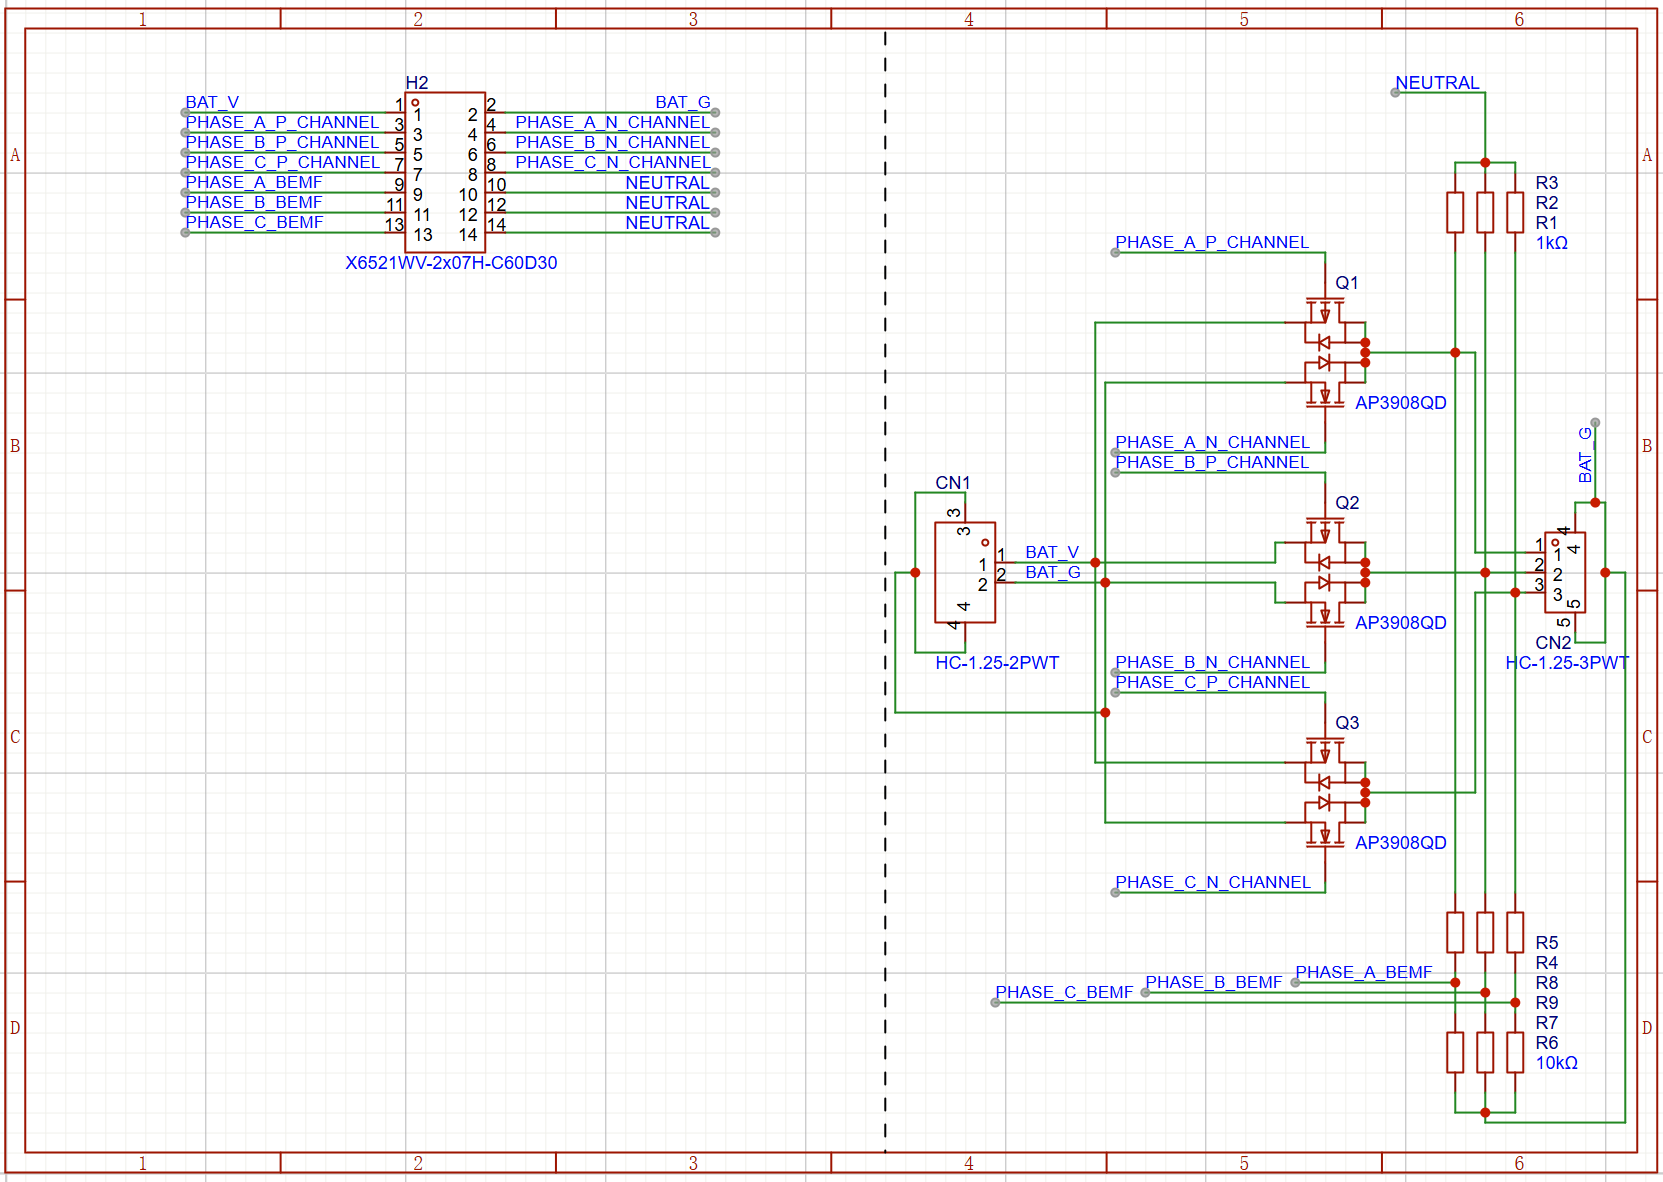 1 2 3 4 5 6
A
B
C
D
H2
BAT_V 1 1 2 2 BAT_G
PHASE_A_P_CHANNEL 3 3 4 4 PHASE_A_N_CHANNEL
PHASE_B_P_CHANNEL 5 5 6 6 PHASE_B_N_CHANNEL
PHASE_C_P_CHANNEL 7 7 8 8 PHASE_C_N_CHANNEL
PHASE_A_BEMF 9 9 10 10 NEUTRAL
PHASE_B_BEMF 11 11 12 12 NEUTRAL
PHASE_C_BEMF 13 13 14 14 NEUTRAL
X6521WV-2x07H-C60D30
CN1
3
3
1 1 BAT_V
2 2 BAT_G
4
4
HC-1.25-2PWT
PHASE_A_P_CHANNEL
Q1
AP3908QD
PHASE_A_N_CHANNEL
PHASE_B_P_CHANNEL
Q2
AP3908QD
PHASE_B_N_CHANNEL
PHASE_C_P_CHANNEL
Q3
AP3908QD
PHASE_C_N_CHANNEL
NEUTRAL
R3
R2
R1
1kΩ
BAT_G
4
4
1 1
2 2
3 3
5
5
CN2
HC-1.25-3PWT
R5
R4
R8
R9
R7
R6
10kΩ
PHASE_A_BEMF
PHASE_B_BEMF
PHASE_C_BEMF
A
B
C
D
1 2 3 4 5 6